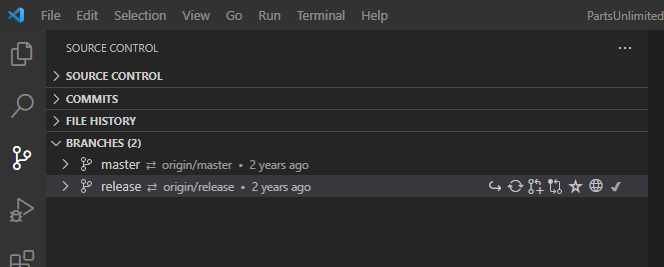 File Edit View Go Run Terminal Help PartsUnlimited
SOURCE CONTROL
SOURCE CONTROL
COMMITS
FILE HISTORY
BRANCHES (2)
master ⇄ origin/master • 2 years ago
release ⇄ origin/release • 2 years ago